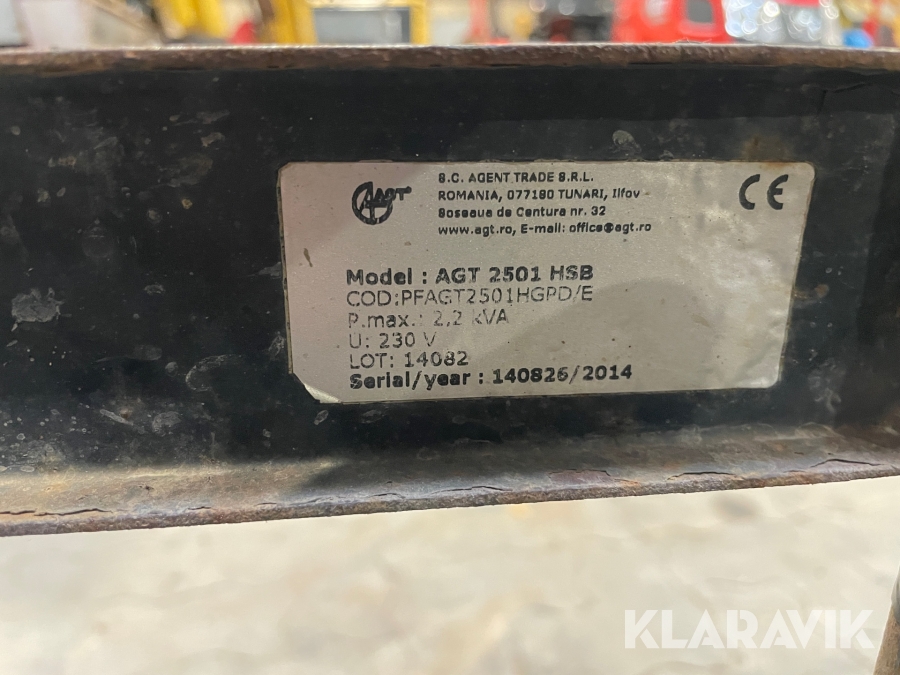 AGT
S.C. AGENT TRADE S.R.L.
ROMANIA, 077180 TUNARI, Ilfov -
Soseaua de Centura nr. 32
www.agt.ro, E-mail: office@agt.ro
CE
Model : AGT 2501 HSB
COD:PFAGT2501HGPD/E
P.max.: 2,2 kVA
U: 230 V
LOT: 14082
Serial/year : 140826/2014
KLARAVIK